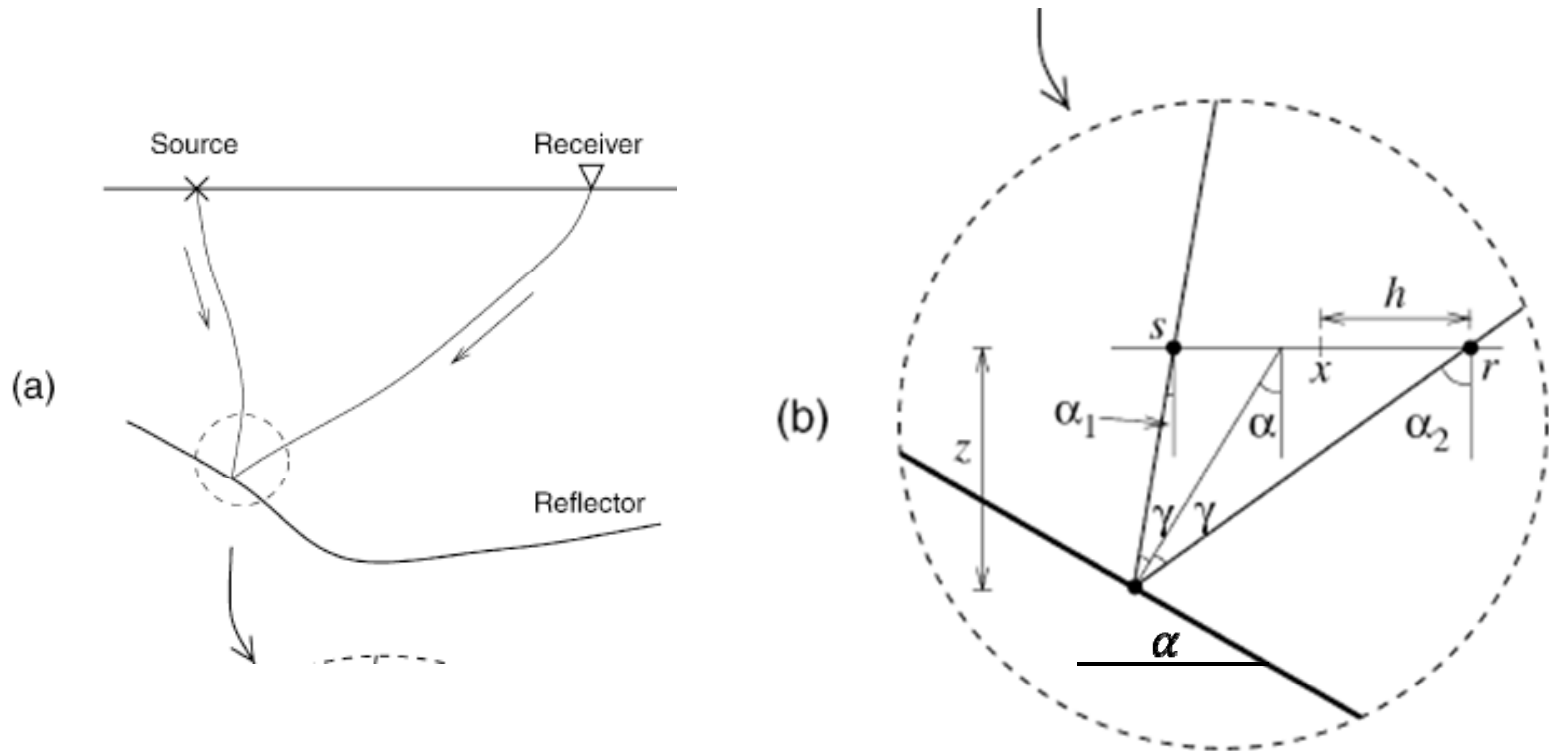 Source
Receiver
(a)
Reflector
(b)
s
h
x
r
α₁
α
α₂
z
γ γ
α